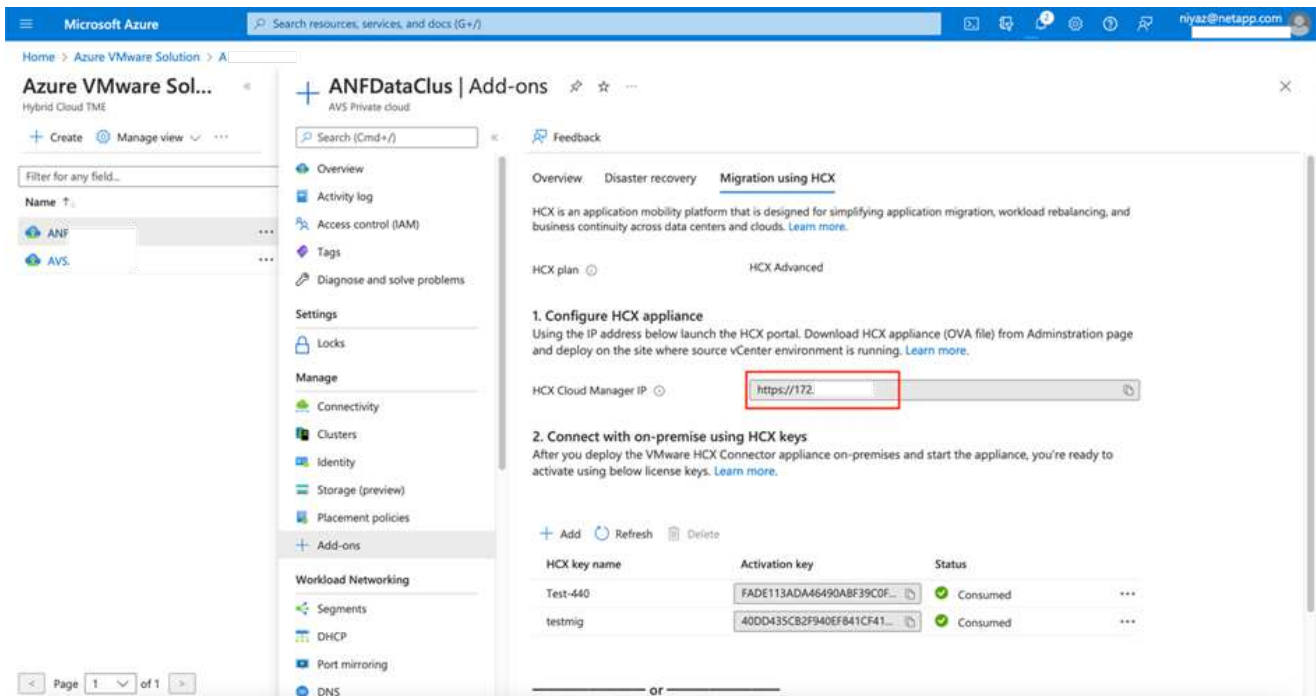 Microsoft Azure
Search resources, services, and docs (G+/)
2
niyaz@netapp.com
Home > Azure VMware Solution > A
Azure VMware Sol...
Hybrid Cloud TME
Create
Manage view
Filter for any field...
Name ↑↓
ANF
AVS.
< Page 1 of 1 >
ANFDataClus | Add-ons
AVS Private cloud
Search (Cmd+/)
Overview
Activity log
Access control (IAM)
Tags
Diagnose and solve problems
Settings
Locks
Manage
Connectivity
Clusters
Identity
Storage (preview)
Placement policies
Add-ons
Workload Networking
Segments
DHCP
Port mirroring
DNS
Feedback
Overview Disaster recovery Migration using HCX
HCX is an application mobility platform that is designed for simplifying application migration, workload rebalancing, and
business continuity across data centers and clouds. Learn more.
HCX plan HCX Advanced
1. Configure HCX appliance
Using the IP address below launch the HCX portal. Download HCX appliance (OVA file) from Adminstration page
and deploy on the site where source vCenter environment is running. Learn more.
HCX Cloud Manager IP https://172.
2. Connect with on-premise using HCX keys
After you deploy the VMware HCX Connector appliance on-premises and start the appliance, you're ready to
activate using below license keys. Learn more.
Add Refresh Delete
HCX key name Activation key Status
Test-440 FADE113ADA46490ABF39C0F... Consumed
testmig 40DD435CB2F940EF841CF41... Consumed
or